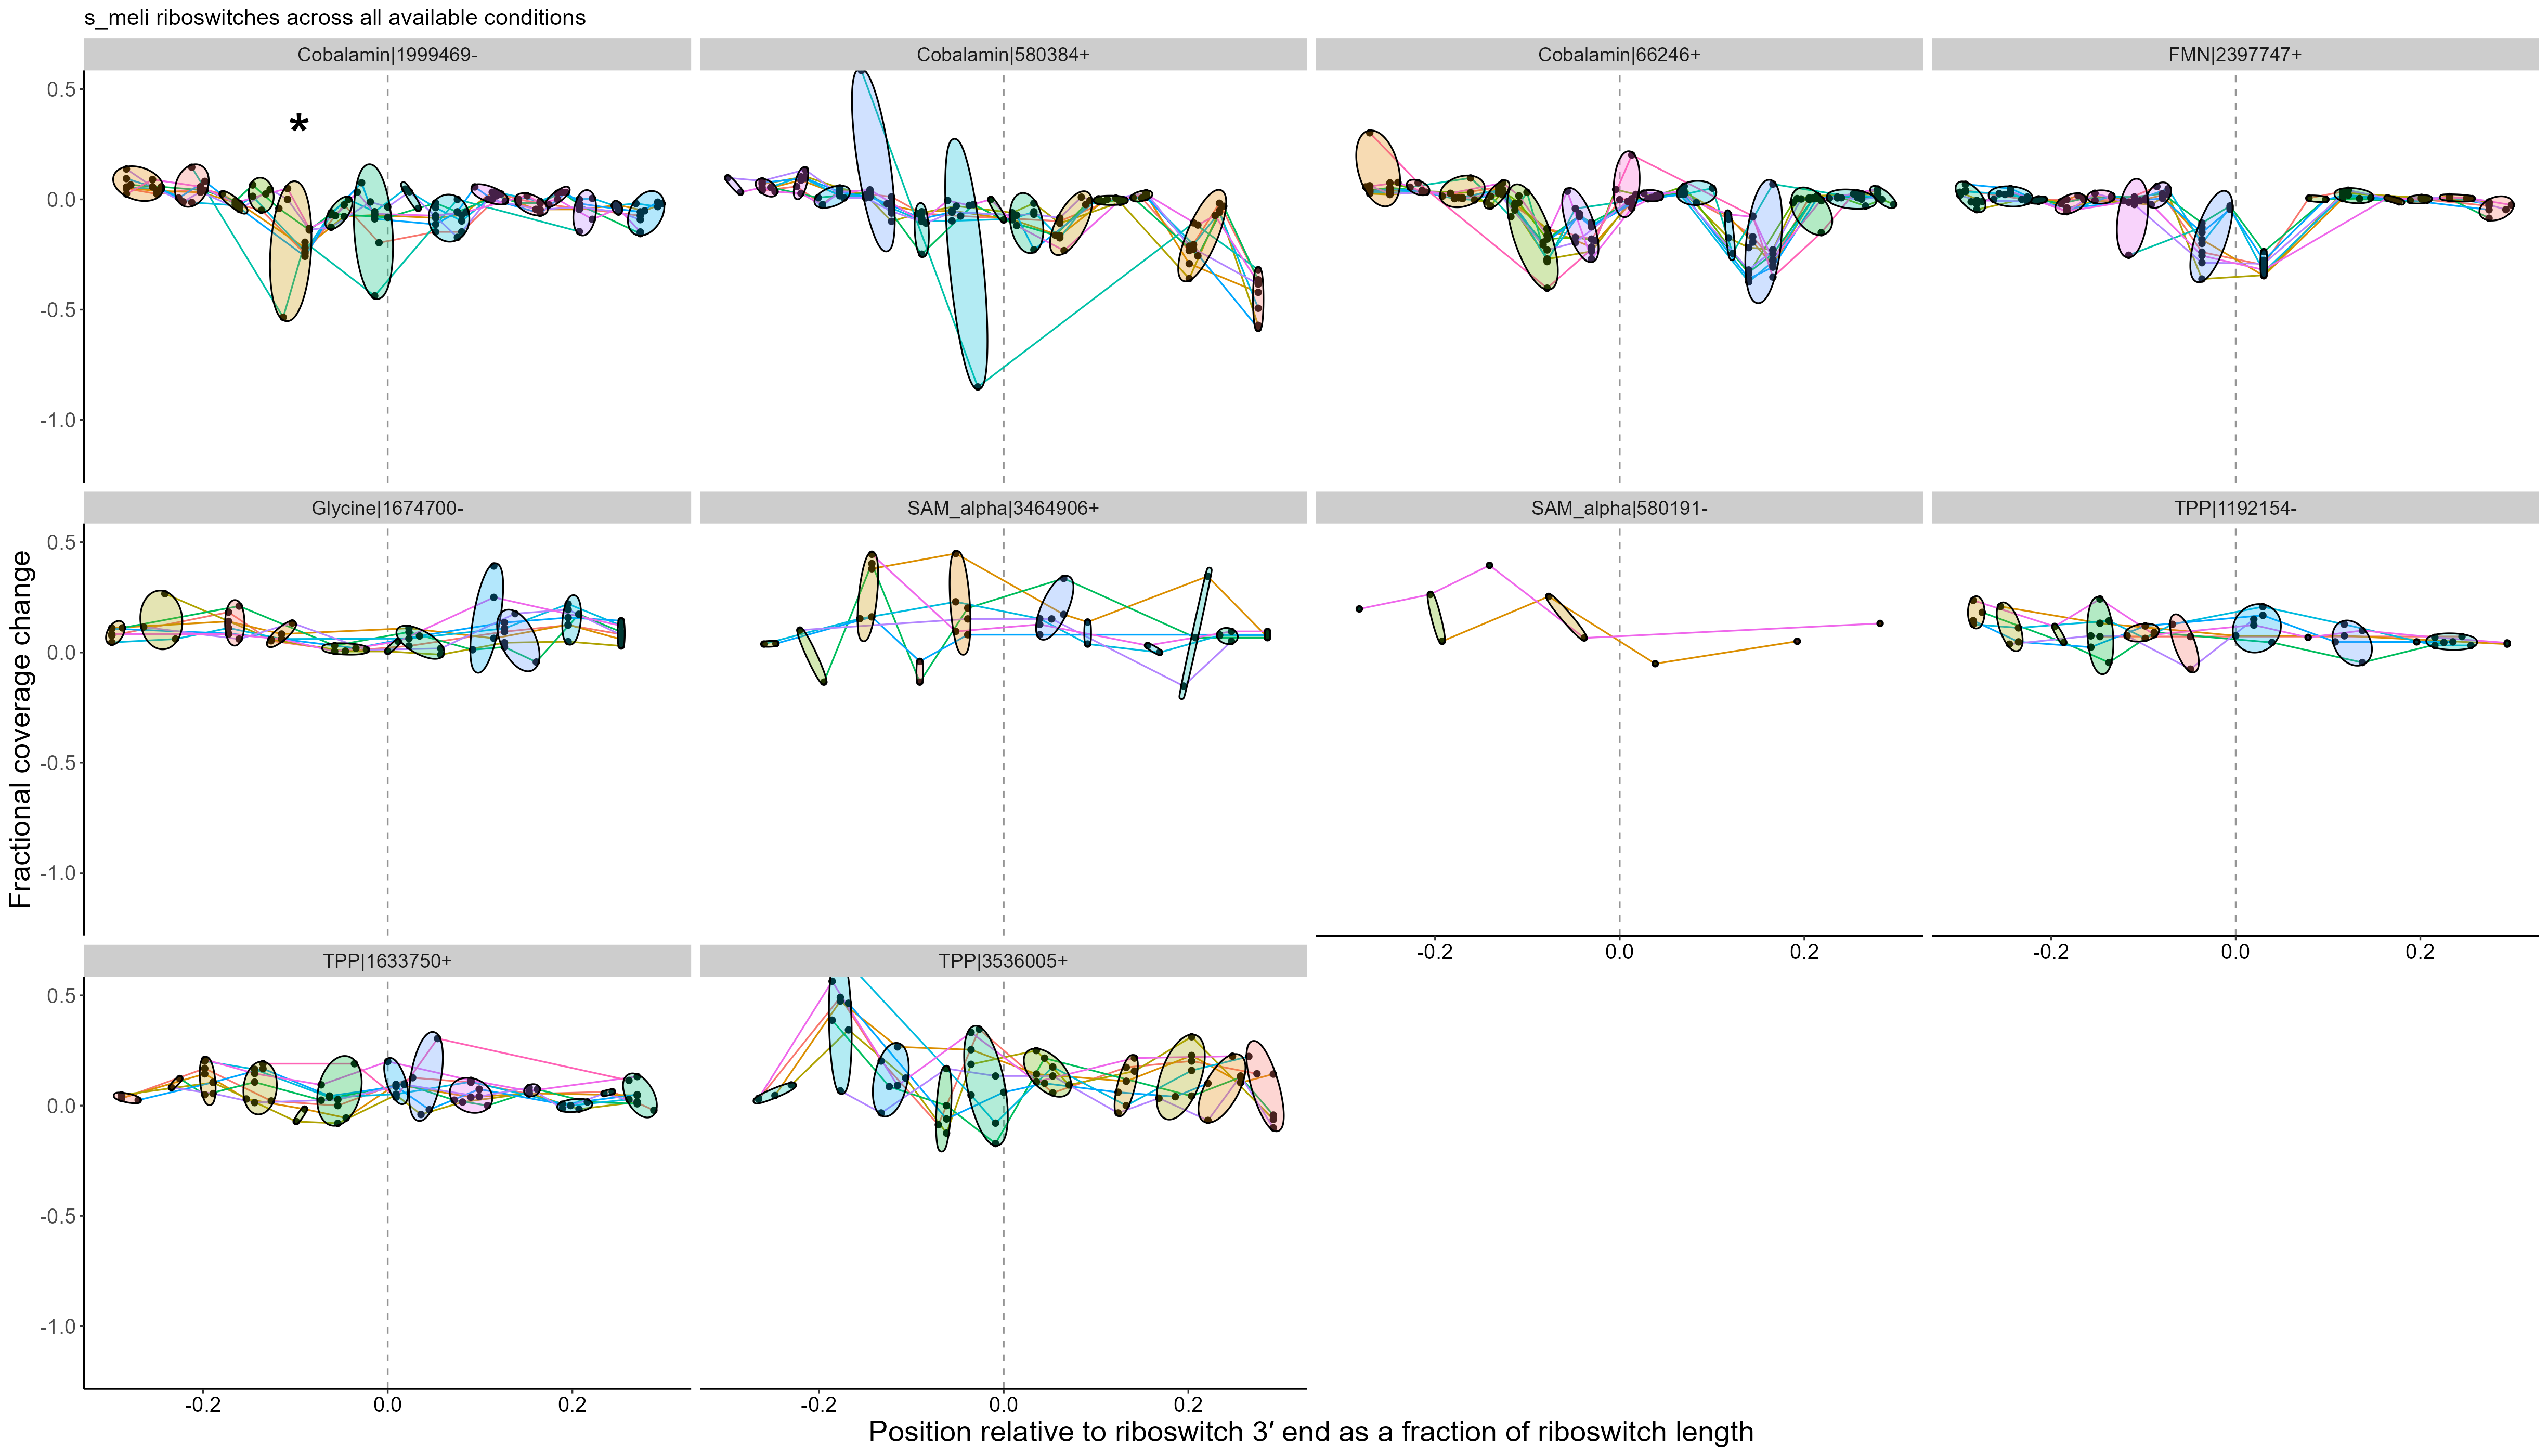 s_meli riboswitches across all available conditions
Cobalamin|1999469-
Cobalamin|580384+
Cobalamin|66246+
FMN|2397747+
0.5
0.0
-0.5
-1.0
*
Glycine|1674700-
SAM_alpha|3464906+
SAM_alpha|580191-
TPP|1192154-
0.5
0.0
-0.5
-1.0
-0.2 0.0 0.2
-0.2 0.0 0.2
TPP|1633750+
TPP|3536005+
0.5
0.0
-0.5
-1.0
-0.2 0.0 0.2
-0.2 0.0 0.2
Fractional coverage change
Position relative to riboswitch 3′ end as a fraction of riboswitch length